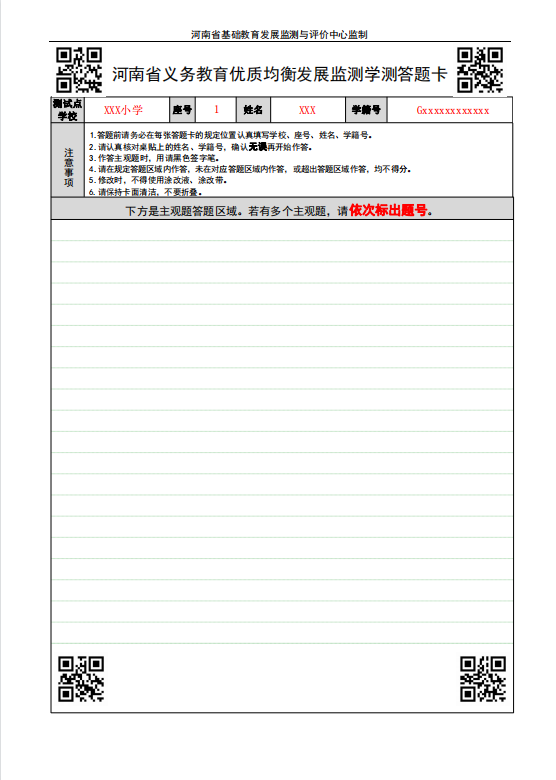 河南省基础教育发展监测与评价中心监制
河南省义务教育优质均衡发展监测学测答题卡
测试点学校 XXX小学 座号 1 姓名 XXX 学籍号 Gxxxxxxxxxxxx
注意事项
1.答题前请务必在每张答题卡的规定位置认真填写学校、座号、姓名、学籍号。
2.请认真核对桌贴上的姓名、学籍号，确认无误再开始作答。
3.作答主观题时，用请黑色签字笔。
4.请在规定答题区域内作答，未在对应答题区域内作答，或超出答题区域作答，均不得分。
5.修改时，不得使用涂改液、涂改带。
6.请保持卡面清洁，不要折叠。
下方是主观题答题区域。若有多个主观题，请依次标出题号。